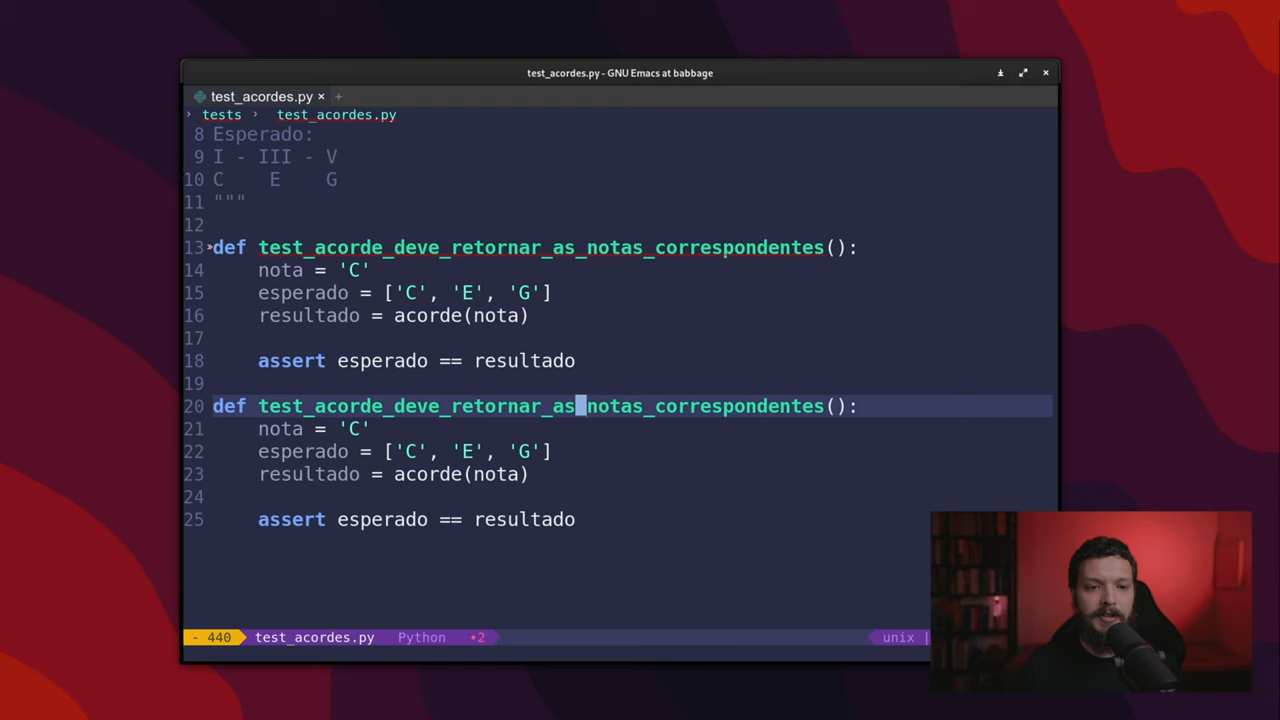 test_acordes.py - GNU Emacs at babbage
test_acordes.py × +
› tests › test_acordes.py
8 Esperado:
9 I - III - V
10 C    E    G
11 """
12
13 def test_acorde_deve_retornar_as_notas_correspondentes():
14     nota = 'C'
15     esperado = ['C', 'E', 'G']
16     resultado = acorde(nota)
17
18     assert esperado == resultado
19
20 def test_acorde_deve_retornar_as_notas_correspondentes():
21     nota = 'C'
22     esperado = ['C', 'E', 'G']
23     resultado = acorde(nota)
24
25     assert esperado == resultado
- 440 test_acordes.py Python •2 unix |